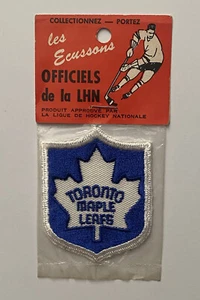 COLLECTIONNEZ - PORTEZ
les
Ecussons
OFFICIELS
de la LHN
PRODUIT APPROUVÉ PAR
LA LIGUE DE HOCKEY NATIONALE
TORONTO
MAPLE
LEAFS